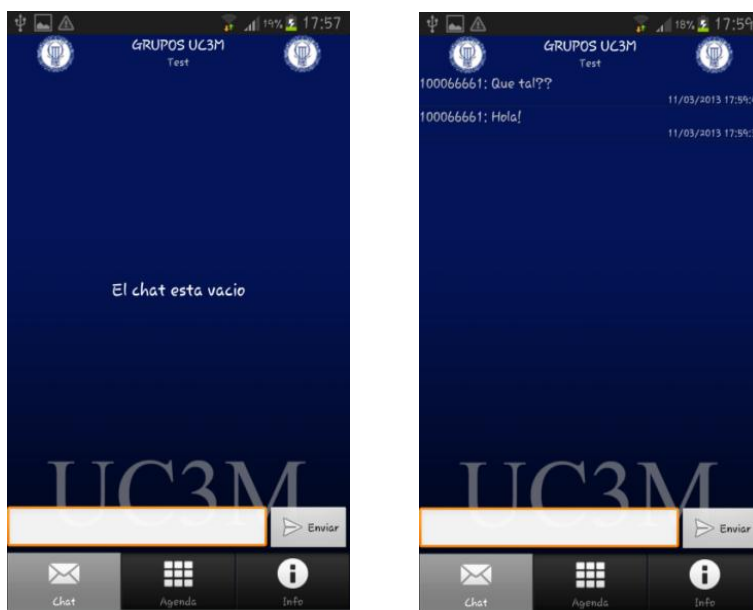 19% 17:57
GRUPOS UC3M
Test
El chat esta vacio
UC3M
Enviar
Chat Agenda Info
18% 17:59
GRUPOS UC3M
Test
100066661: Que tal??
11/03/2013 17:59:
100066661: Hola!
11/03/2013 17:59:
UC3M
Enviar
Chat Agenda Info